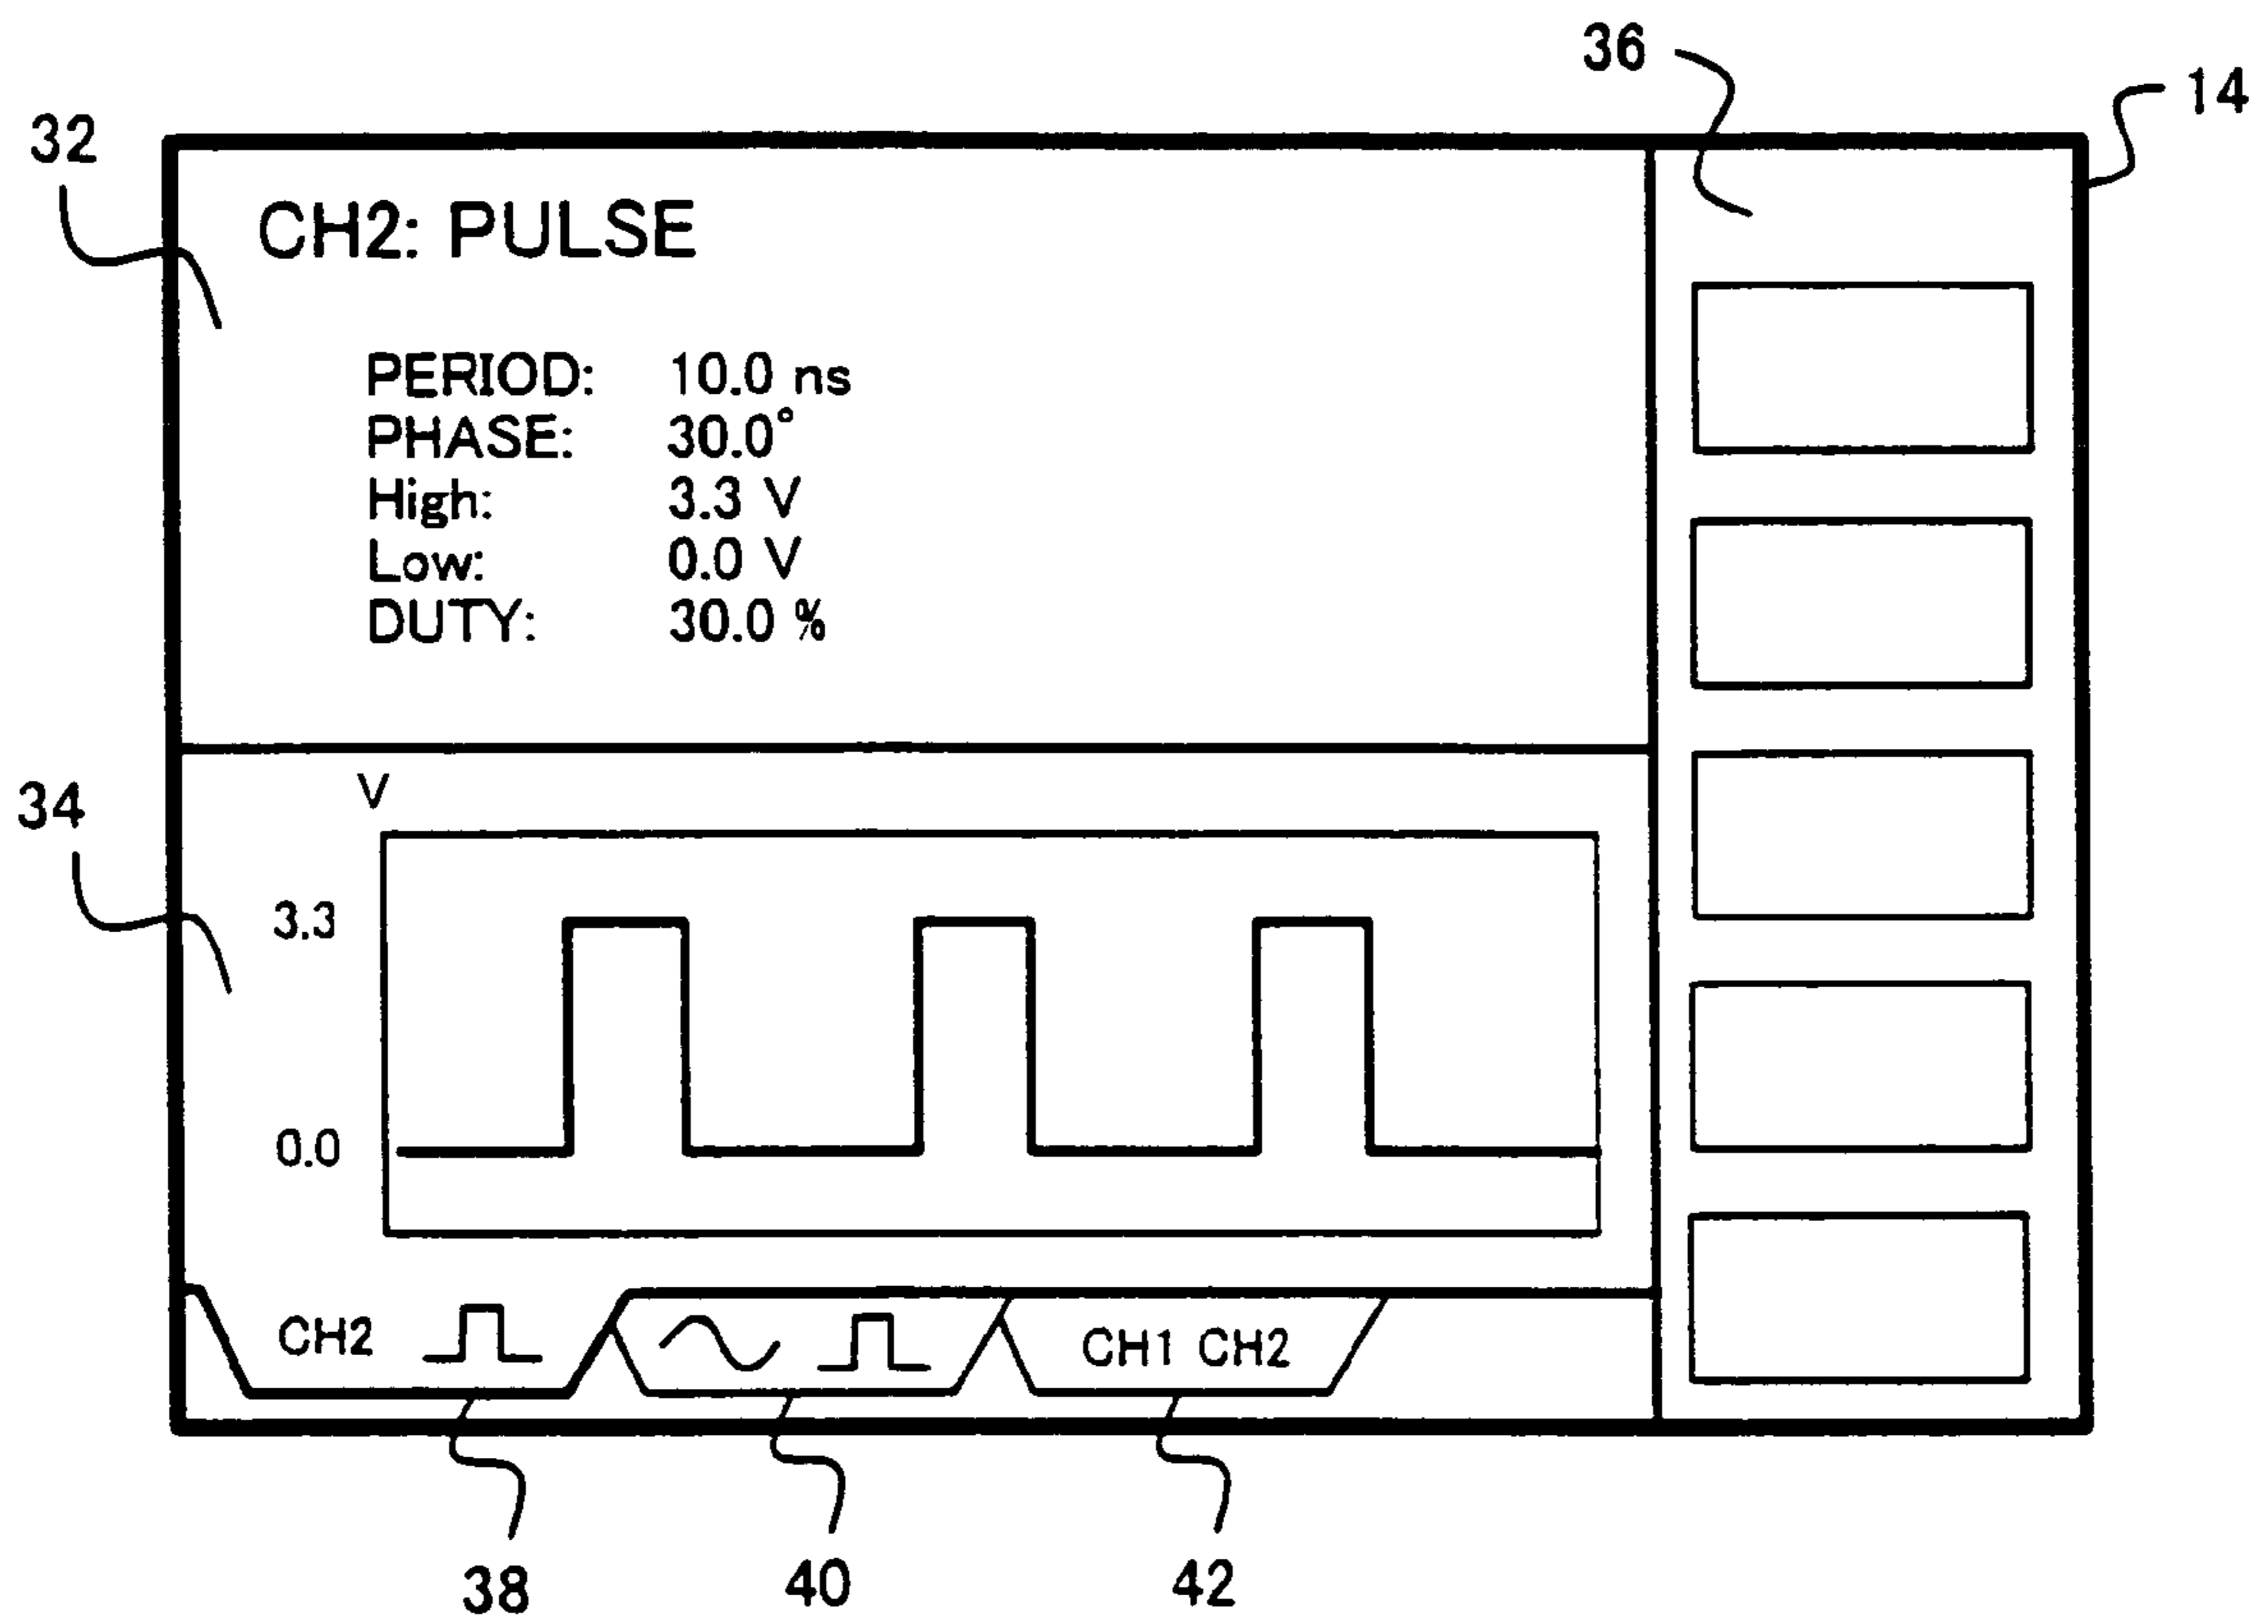 36
14
32
CH2: PULSE
PERIOD: 10.0 ns
PHASE: 30.0°
High: 3.3 V
Low: 0.0 V
DUTY: 30.0 %
34
V
3.3
0.0
CH2
CH1 CH2
38
40
42